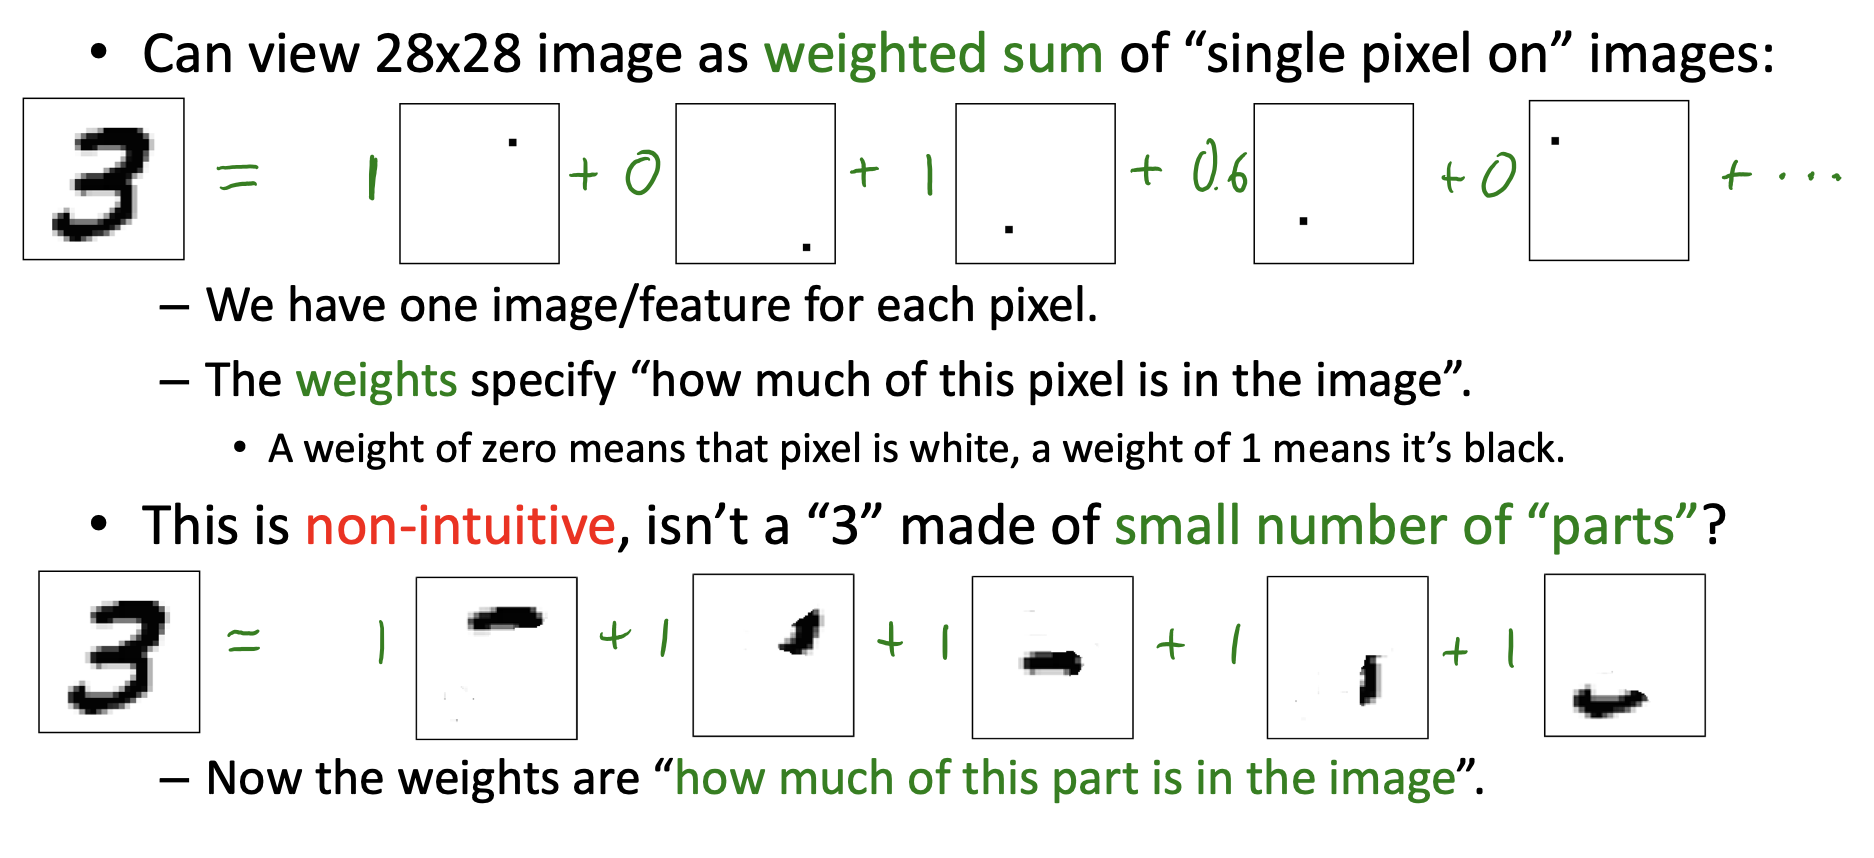 • Can view 28x28 image as weighted sum of “single pixel on” images:
3 = 1 + 0 + 1 + 0.6 + 0 + ...
– We have one image/feature for each pixel.
– The weights specify “how much of this pixel is in the image”.
• A weight of zero means that pixel is white, a weight of 1 means it’s black.
• This is non-intuitive, isn’t a “3” made of small number of “parts”?
3 = 1 + 1 + 1 + 1 + 1
– Now the weights are “how much of this part is in the image”.